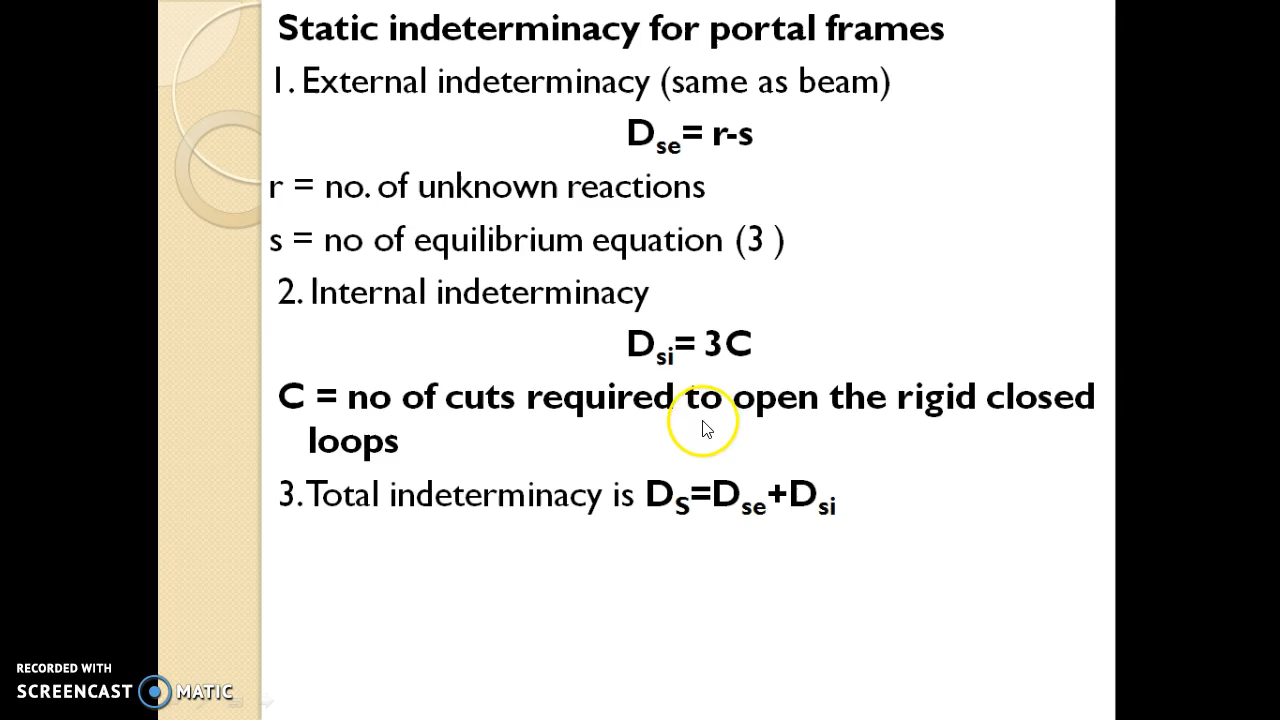 Static indeterminacy for portal frames
1. External indeterminacy (same as beam)
Dse= r-s
r = no. of unknown reactions
s = no of equilibrium equation (3 )
2. Internal indeterminacy
Dsi= 3C
C = no of cuts required to open the rigid closed
loops
3. Total indeterminacy is DS=Dse+Dsi
RECORDED WITH
SCREENCAST MATIC